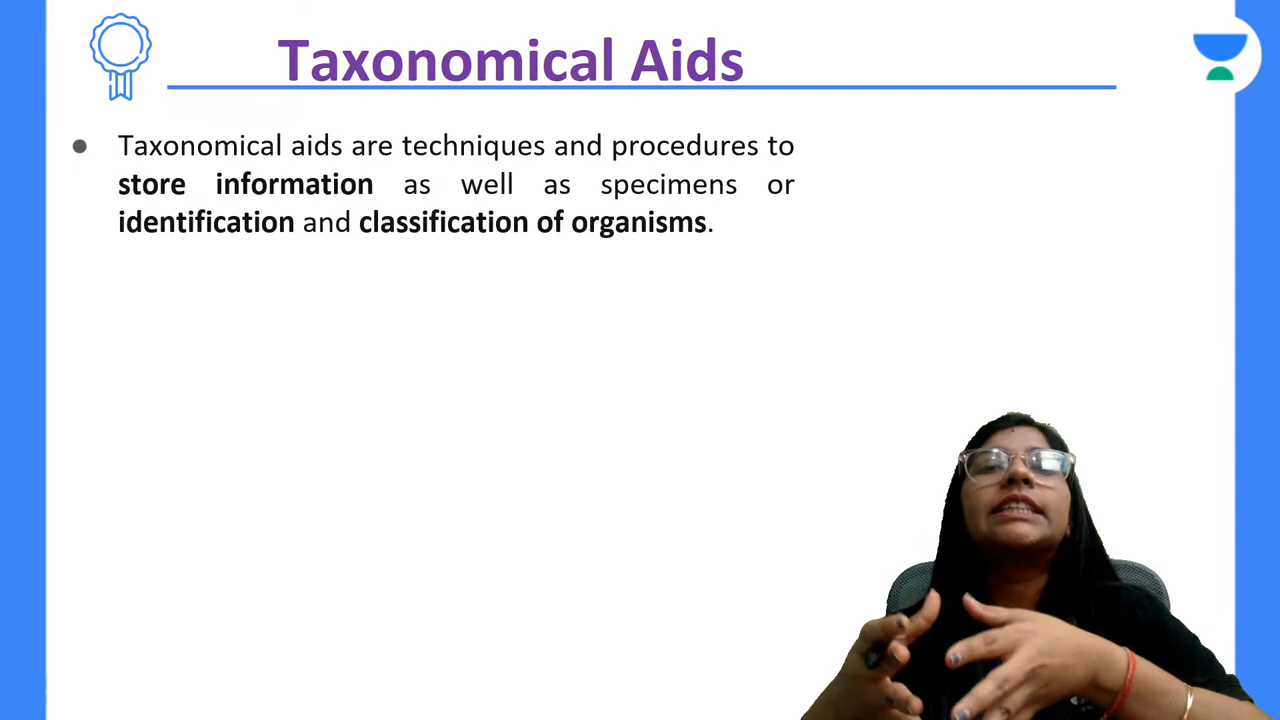 Taxonomical Aids
● Taxonomical aids are techniques and procedures to
store information as well as specimens or
identification and classification of organisms.